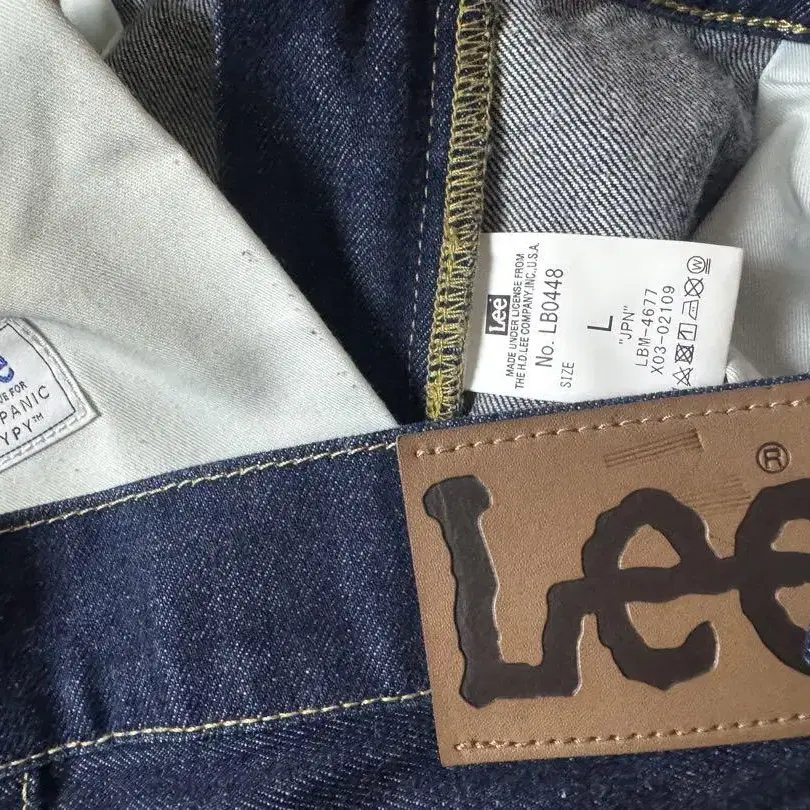 Lee
MADE UNDER LICENSE FROM
THE H.D.LEE COMPANY,INC.,U.S.A.
No. LB0448
SIZE
L
"JPN"
LBM-4677
X03-02109
W
e
FOR
PANIC
YPY™
®
Lee